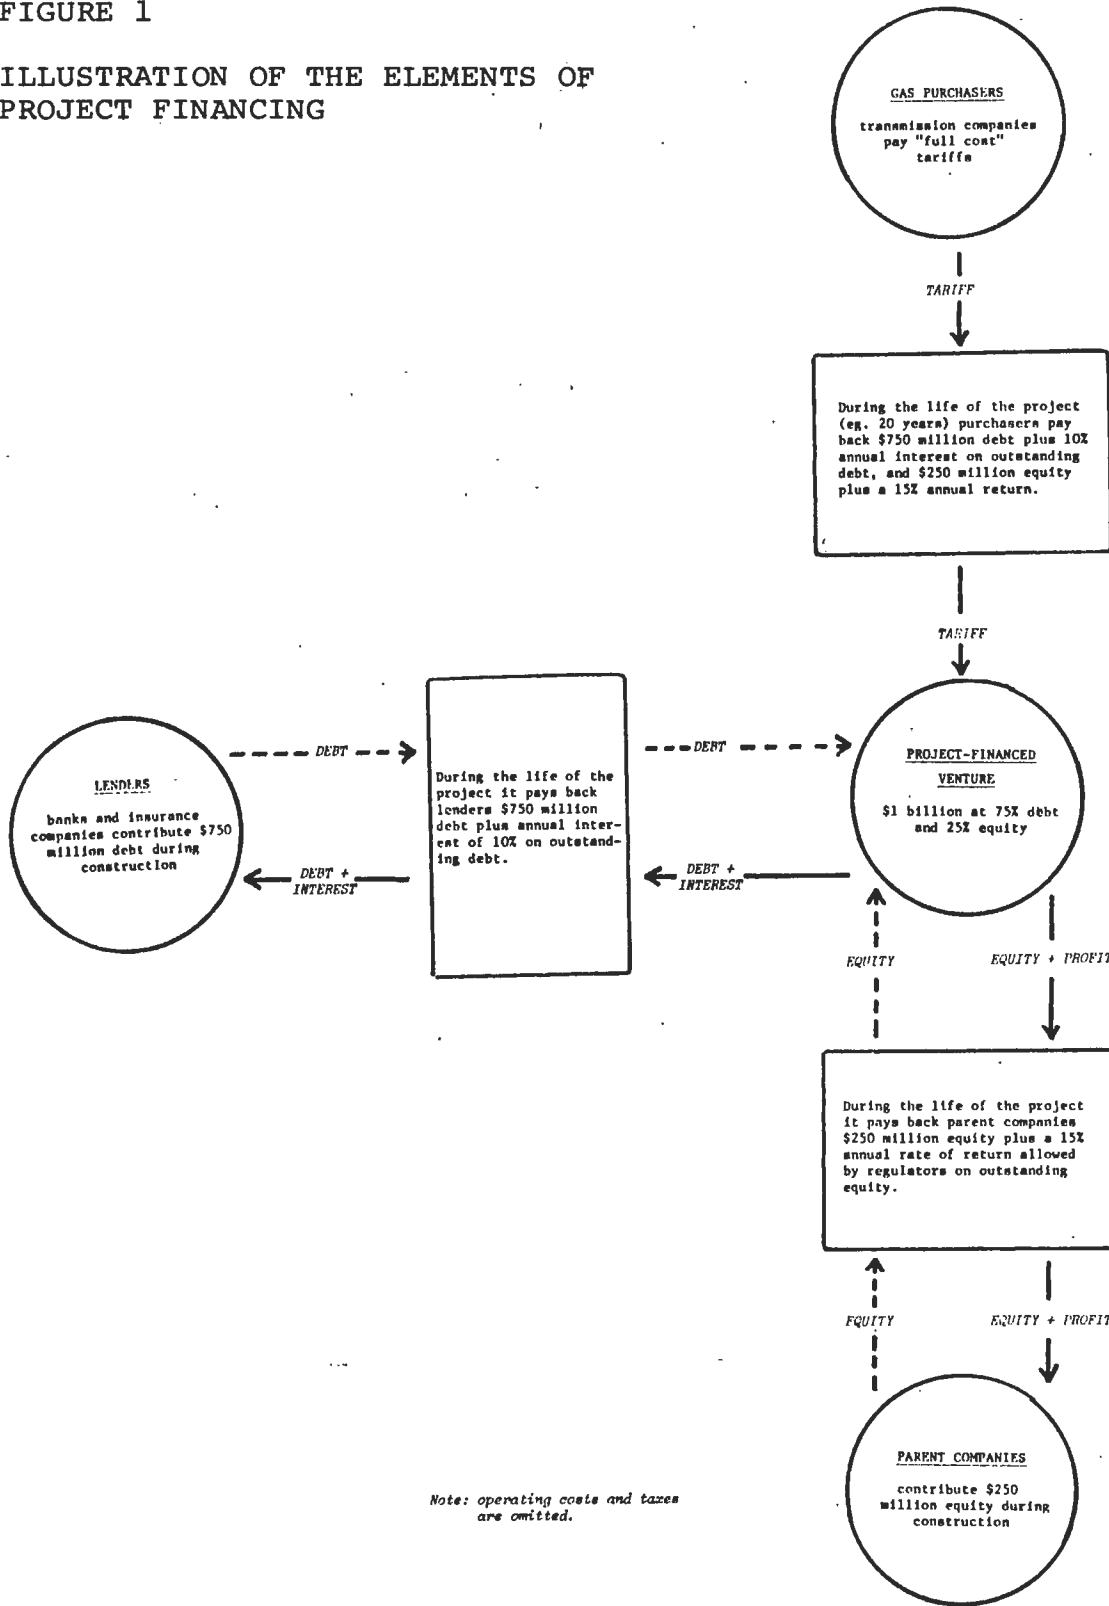 FIGURE 1
ILLUSTRATION OF THE ELEMENTS OF
PROJECT FINANCING
GAS PURCHASERS
transmission companies
pay "full cost"
tariffs
TARIFF
During the life of the project
(eg. 20 years) purchasers pay
back $750 million debt plus 10%
annual interest on outstanding
debt, and $250 million equity
plus a 15% annual return.
TARIFF
LENDERS
banks and insurance
companies contribute $750
million debt during
construction
DEBT
DEBT +
INTEREST
During the life of the
project it pays back
lenders $750 million
debt plus annual inter-
est of 10% on outstand-
ing debt.
DEBT
DEBT +
INTEREST
PROJECT-FINANCED
VENTURE
$1 billion at 75% debt
and 25% equity
EQUITY
EQUITY + PROFIT
During the life of the project
it pays back parent companies
$250 million equity plus a 15%
annual rate of return allowed
by regulators on outstanding
equity.
EQUITY
EQUITY + PROFIT
PARENT COMPANIES
contribute $250
million equity during
construction
Note: operating costs and taxes
are omitted.